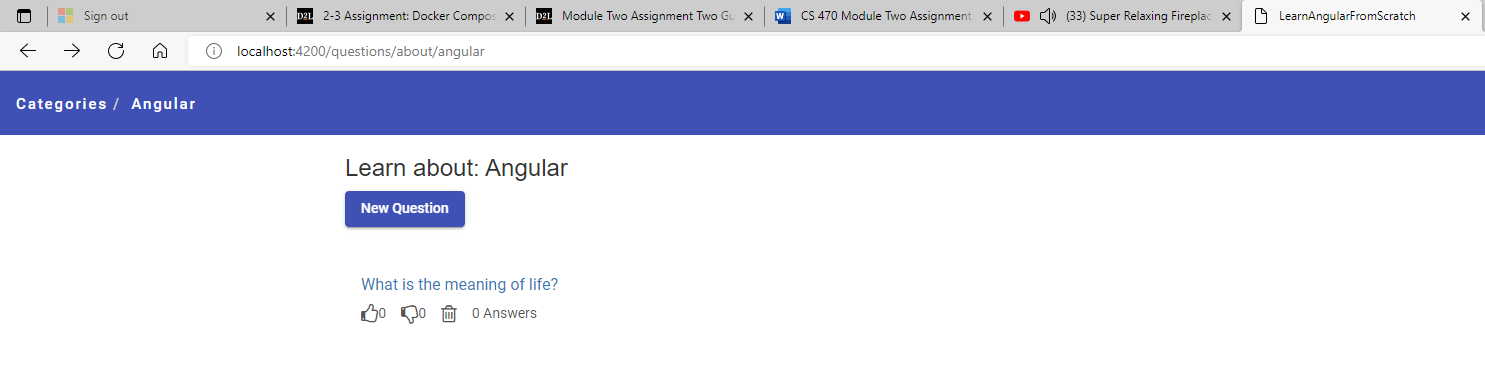 Sign out
D2L 2-3 Assignment: Docker Compos
D2L Module Two Assignment Two Gu
W CS 470 Module Two Assignment
(33) Super Relaxing Fireplac
LearnAngularFromScratch
localhost:4200/questions/about/angular
Categories / Angular
Learn about: Angular
New Question
What is the meaning of life?
0 0 0 Answers